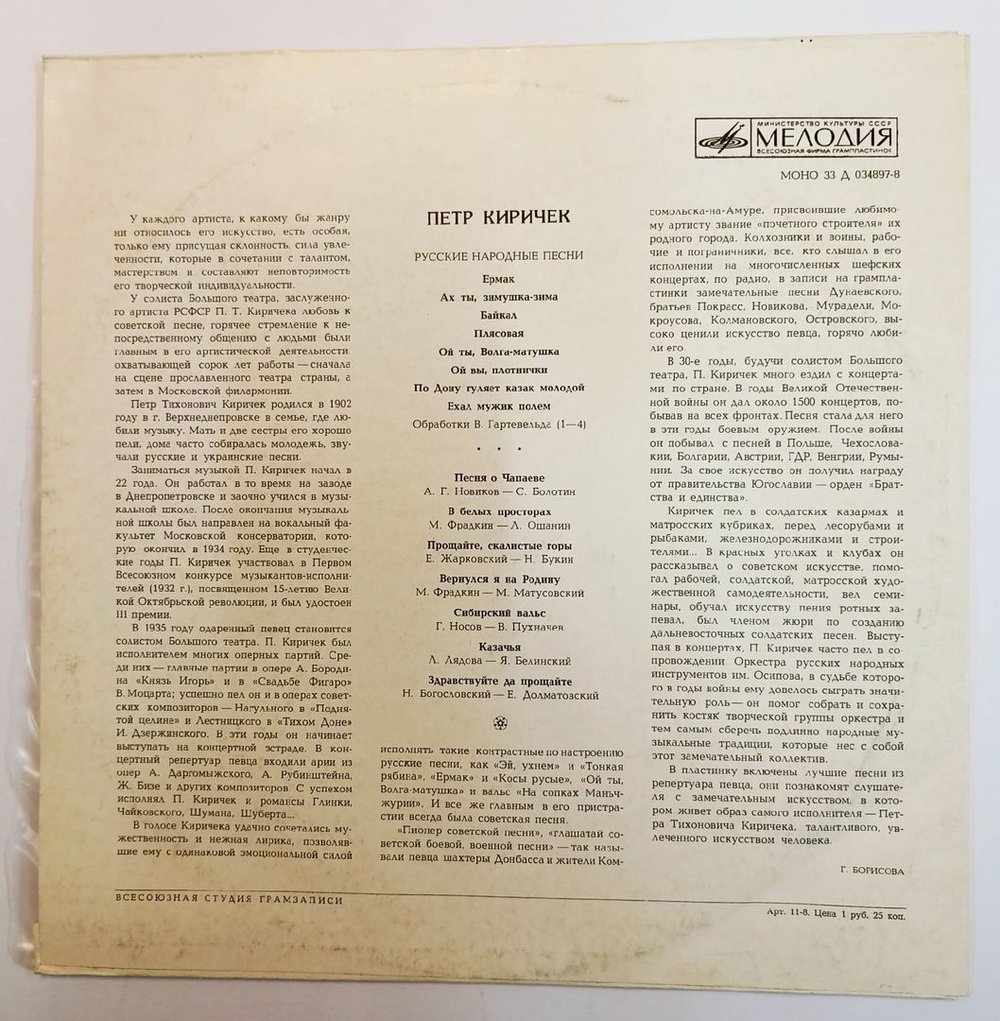 МИНИСТЕРСТВО КУЛЬТУРЫ СССР
МЕЛОДИЯ
ВСЕСОЮЗНАЯ ФИРМА ГРАМПЛАСТИНОК
МОНО 33 Д 034897-8
У каждого артиста, к какому бы жанру
ни относилось его искусство, есть особая,
только ему присущая склонность, сила увле-
ченности, которые в сочетании с талантом,
мастерством и составляют неповторимость
его творческой индивидуальности.
У солиста Большого театра, заслуженно-
го артиста РСФСР П. Т. Киричека любовь к
советской песне, горячее стремление к не-
посредственному общению с людьми были
главным в его артистической деятельности,
охватывающей сорок лет работы — сначала
на сцене прославленного театра страны, а
затем в Московской филармонии.
Петр Тихонович Киричек родился в 1902
году в г. Верхнеднепровске в семье, где лю-
били музыку. Мать и две сестры его хорошо
пели, дома часто собиралась молодежь, зву-
чали русские и украинские песни.
Заниматься музыкой П. Киричек начал в
22 года. Он работал в то время на заводе
в Днепропетровске и заочно учился в музы-
кальной школе. После окончания музыкаль-
ной школы был направлен на вокальный фа-
культет Московской консерватории, кото-
рую окончил в 1934 году. Еще в студенчес-
кие годы П. Киричек участвовал в Первом
Всесоюзном конкурсе музыкантов-исполни-
телей (1932 г.), посвященном 15-летию Вели-
кой Октябрьской революции, и был удостоен
III премии.
В 1935 году одаренный певец становится
солистом Большого театра. П. Киричек был
исполнителем многих оперных партий. Сре-
ди них — главные партии в опере А. Бороди-
на «Князь Игорь» и в «Свадьбе Фигаро»
В. Моцарта; успешно пел он и в операх совет-
ских композиторов — Нагульного в «Подня-
той целине» и Лестницкого в «Тихом Доне»
И. Дзержинского. В эти годы он начинает
выступать на концертной эстраде. В кон-
цертный репертуар певца входили арии из
опер А. Даргомыжского, А. Рубинштейна,
Ж. Бизе и других композиторов. С успехом
исполнял П. Киричек и романсы Глинки,
Чайковского, Шумана, Шуберта...
В голосе Киричека удачно сочетались му-
жественность и нежная лирика, позволяв-
шие ему с одинаковой эмоциональной силой
ПЕТР КИРИЧЕК
РУССКИЕ НАРОДНЫЕ ПЕСНИ
Ермак
Ах ты, зимушка-зима
Байкал
Плясовая
Ой ты, Волга-матушка
Ой вы, плотнички
По Дону гуляет казак молодой
Ехал мужик полем
Обработки В. Гартевельда (1—4)
* * *
Песня о Чапаеве
А. Г. Новиков — С. Болотин
В белых просторах
М. Фрадкин — Л. Ошанин
Прощайте, скалистые горы
Е. Жарковский — Н. Букин
Вернулся я на Родину
М. Фрадкин — М. Матусовский
Сибирский вальс
Г. Носов — В. Пухначев
Казачья
Л. Лядова — Я. Белинский
Здравствуйте да прощайте
Н. Богословский — Е. Долматовский
исполнять такие контрастные по настроению
русские песни, как «Эй, ухнем» и «Тонкая
рябина», «Ермак» и «Косы русые», «Ой ты,
Волга-матушка» и вальс «На сопках Мань-
чжурии». И все же главным в его пристра-
стии всегда была советская песня.
«Пионер советской песни», «глашатай со-
ветской боевой, военной песни» — так назы-
вали певца шахтеры Донбасса и жители Ком-
сомольска-на-Амуре, присвоившие любимо-
му артисту звание «почетного строителя» их
родного города. Колхозники и воины, рабо-
чие и пограничники, все, кто слышал в его
исполнении на многочисленных шефских
концертах, по радио, в записи на грампла-
стинки замечательные песни Дунаевского,
братьев Покрасс, Новикова, Мурадели, Мо-
кроусова, Колмановского, Островского, вы-
соко ценили искусство певца, горячо люби-
ли его.
В 30-е годы, будучи солистом Большого
театра, П. Киричек много ездил с концерта-
ми по стране. В годы Великой Отечествен-
ной войны он дал около 1500 концертов, по-
бывав на всех фронтах. Песня стала для него
в эти годы боевым оружием. После войны
он побывал с песней в Польше, Чехослова-
кии, Болгарии, Австрии, ГДР, Венгрии, Румы-
нии. За свое искусство он получил награду
от правительства Югославии — орден «Брат-
ства и единства».
Киричек пел в солдатских казармах и
матросских кубриках, перед лесорубами и
рыбаками, железнодорожниками и строи-
телями... В красных уголках и клубах он
рассказывал о советском искусстве, помо-
гал рабочей, солдатской, матросской худо-
жественной самодеятельности, вел семи-
нары, обучал искусству пения ротных за-
певал, был членом жюри по созданию
дальневосточных солдатских песен. Высту-
пая в концертах, П. Киричек часто пел в со-
провождении Оркестра русских народных
инструментов им. Осипова, в судьбе которо-
го в годы войны ему довелось сыграть значи-
тельную роль — он помог собрать и сохра-
нить костяк творческой группы оркестра и
тем самым сберечь подлинно народные му-
зыкальные традиции, которые нес с собой
этот замечательный коллектив.
В пластинку включены лучшие песни из
репертуара певца, они познакомят слушате-
ля с замечательным искусством, в кото-
ром живет образ самого исполнителя — Пет-
ра Тихоновича Киричека, талантливого, ув-
леченного искусством человека.
Г. БОРИСОВА
ВСЕСОЮЗНАЯ СТУДИЯ ГРАМЗАПИСИ
Арт. 11-8. Цена 1 руб. 25 коп.